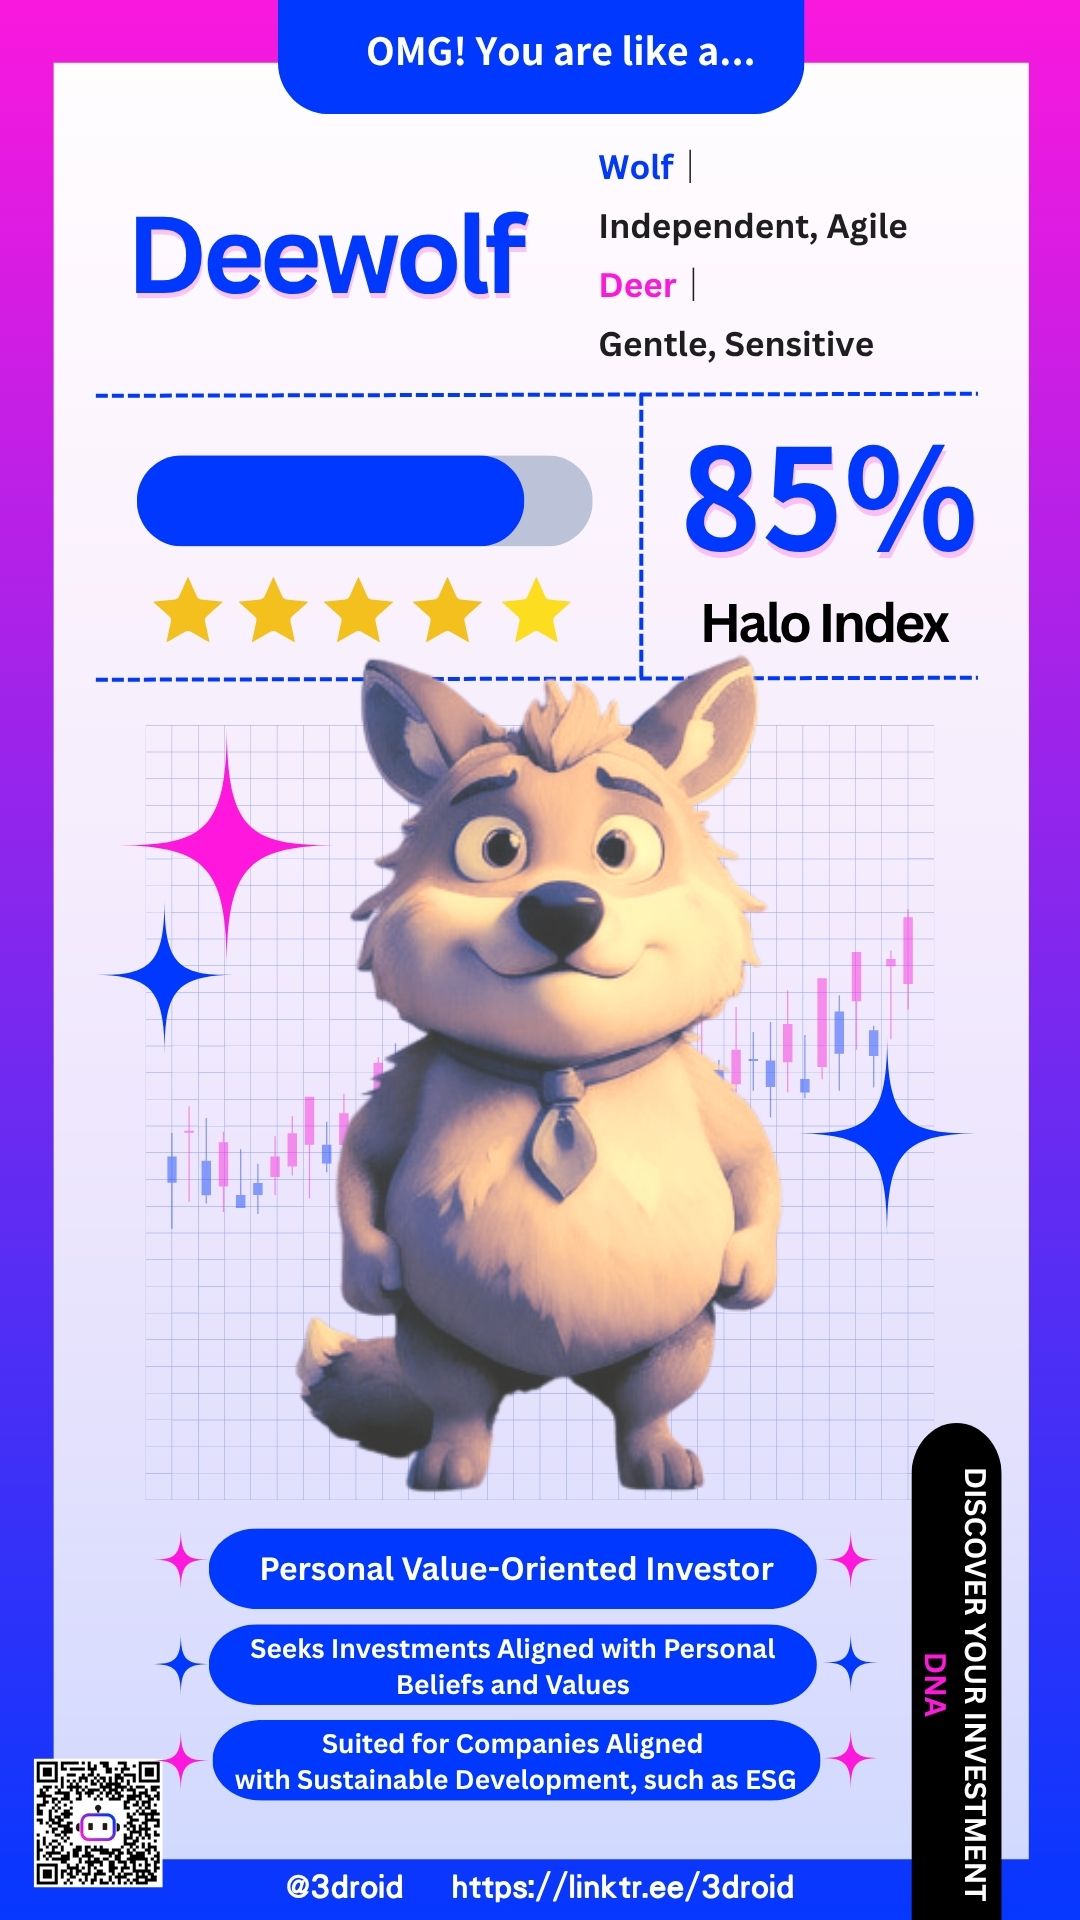 OMG! You are like a...
Deewolf
Wolf |
Independent, Agile
Deer |
Gentle, Sensitive
85%
Halo Index
Personal Value-Oriented Investor
Seeks Investments Aligned with Personal
Beliefs and Values
Suited for Companies Aligned
with Sustainable Development, such as ESG
DISCOVER YOUR INVESTMENT
DNA
@3droid https://linktr.ee/3droid